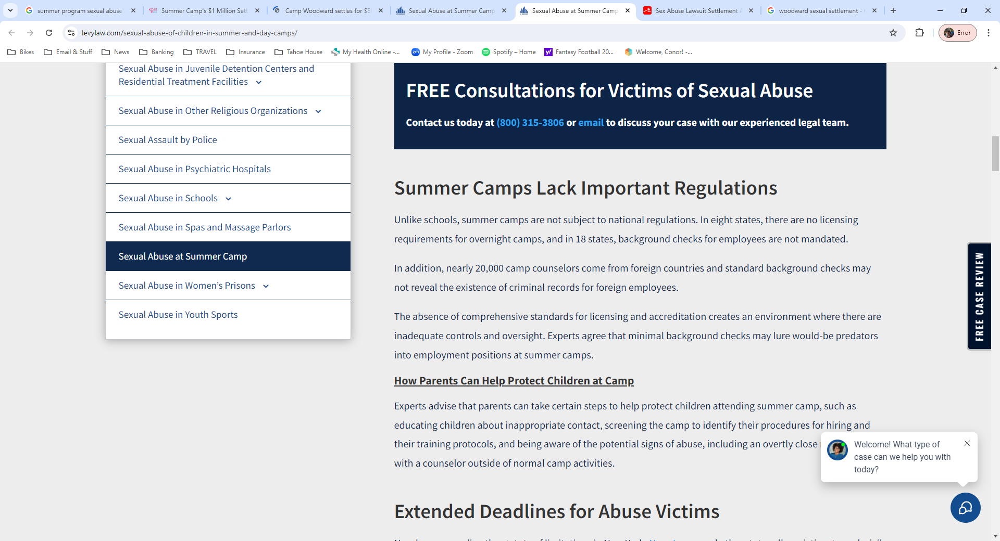 summer program sexual abuse
Summer Camp's $1 Million Sett
Camp Woodward settles for $8
Sexual Abuse at Summer Camp
Sexual Abuse at Summer Camp
Sex Abuse Lawsuit Settlement
woodward sexual settlement -
levylaw.com/sexual-abuse-of-children-in-summer-and-day-camps/
Error
Bikes
Email & Stuff
News
Banking
TRAVEL
Insurance
Tahoe House
My Health Online -...
My Profile - Zoom
Spotify – Home
Fantasy Football 20...
Welcome, Conor! -...
Sexual Abuse in Juvenile Detention Centers and
Residential Treatment Facilities
Sexual Abuse in Other Religious Organizations
Sexual Assault by Police
Sexual Abuse in Psychiatric Hospitals
Sexual Abuse in Schools
Sexual Abuse in Spas and Massage Parlors
Sexual Abuse at Summer Camp
Sexual Abuse in Women's Prisons
Sexual Abuse in Youth Sports
FREE Consultations for Victims of Sexual Abuse
Contact us today at (800) 315-3806 or email to discuss your case with our experienced legal team.
Summer Camps Lack Important Regulations
Unlike schools, summer camps are not subject to national regulations. In eight states, there are no licensing
requirements for overnight camps, and in 18 states, background checks for employees are not mandated.
In addition, nearly 20,000 camp counselors come from foreign countries and standard background checks may
not reveal the existence of criminal records for foreign employees.
The absence of comprehensive standards for licensing and accreditation creates an environment where there are
inadequate controls and oversight. Experts agree that minimal background checks may lure would-be predators
into employment positions at summer camps.
How Parents Can Help Protect Children at Camp
Experts advise that parents can take certain steps to help protect children attending summer camp, such as
educating children about inappropriate contact, screening the camp to identify their procedures for hiring and
their training protocols, and being aware of the potential signs of abuse, including an overtly close
with a counselor outside of normal camp activities.
Extended Deadlines for Abuse Victims
FREE CASE REVIEW
Welcome! What type of
case can we help you with
today?